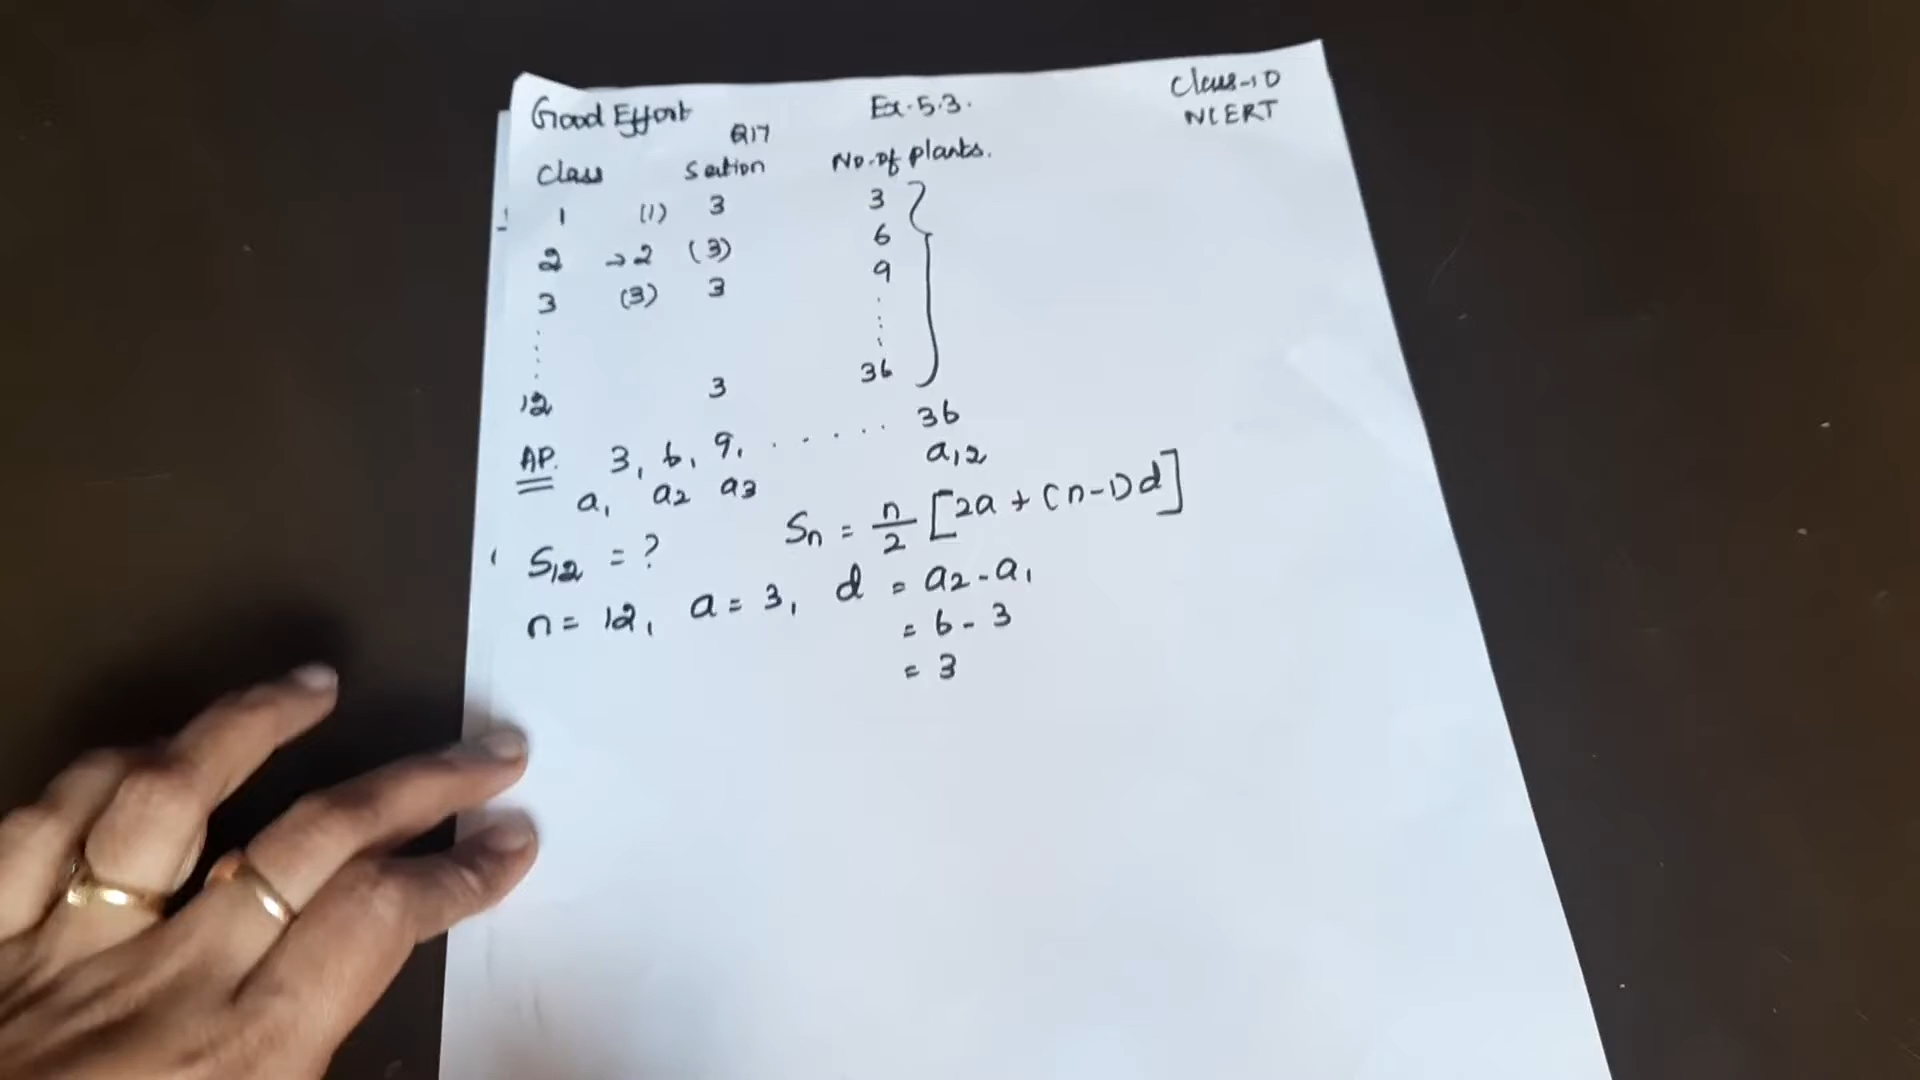 Good Effort Ex. 5.3. Class-10
NCERT
Q17
Class Section No. of plants.
1 (1) 3 3
2 → 2 (3) 6
3 (3) 3 9
12 3 36
AP. 3, 6, 9, ....... 36
a1 a2 a3 a12
S12 = ? Sn = n/2 [2a + (n-1)d]
n = 12, a = 3, d = a2 - a1
= 6 - 3
= 3